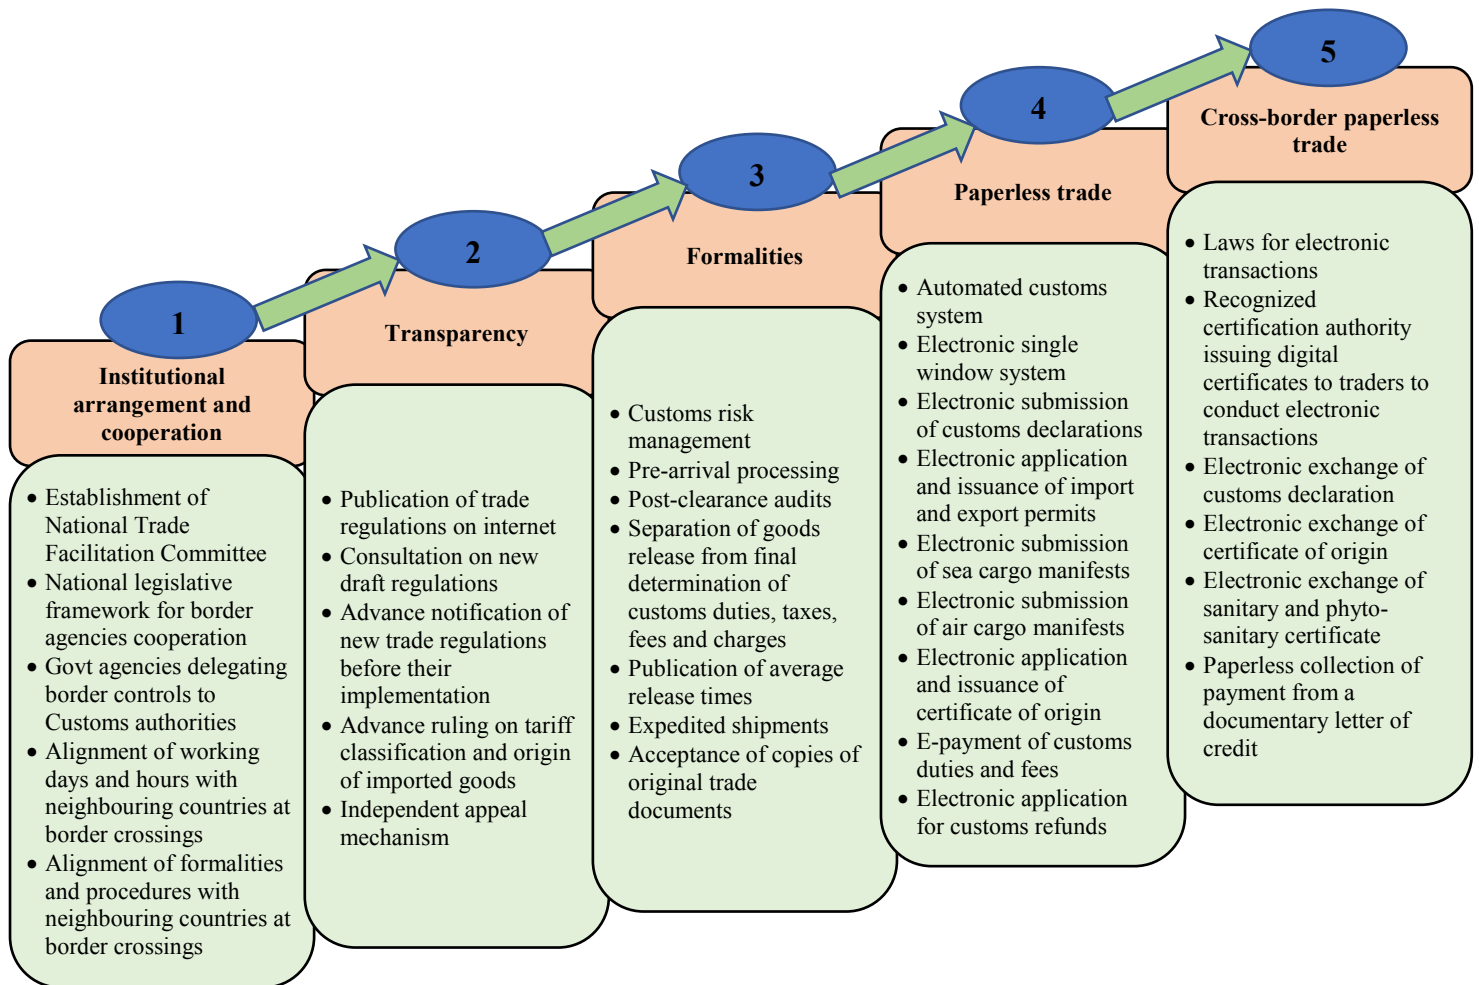 1
Institutional
arrangement and
cooperation
• Establishment of
National Trade
Facilitation Committee
• National legislative
framework for border
agencies cooperation
• Govt agencies delegating
border controls to
Customs authorities
• Alignment of working
days and hours with
neighbouring countries at
border crossings
• Alignment of formalities
and procedures with
neighbouring countries at
border crossings
2
Transparency
• Publication of trade
regulations on internet
• Consultation on new
draft regulations
• Advance notification of
new trade regulations
before their
implementation
• Advance ruling on tariff
classification and origin
of imported goods
• Independent appeal
mechanism
3
Formalities
• Customs risk
management
• Pre-arrival processing
• Post-clearance audits
• Separation of goods
release from final
determination of
customs duties, taxes,
fees and charges
• Publication of average
release times
• Expedited shipments
• Acceptance of copies of
original trade
documents
4
Paperless trade
• Automated customs
system
• Electronic single
window system
• Electronic submission
of customs declarations
• Electronic application
and issuance of import
and export permits
• Electronic submission
of sea cargo manifests
• Electronic submission
of air cargo manifests
• Electronic application
and issuance of
certificate of origin
• E-payment of customs
duties and fees
• Electronic application
for customs refunds
5
Cross-border paperless
trade
• Laws for electronic
transactions
• Recognized
certification authority
issuing digital
certificates to traders to
conduct electronic
transactions
• Electronic exchange of
customs declaration
• Electronic exchange of
certificate of origin
• Electronic exchange of
sanitary and phyto-
sanitary certificate
• Paperless collection of
payment from a
documentary letter of
credit